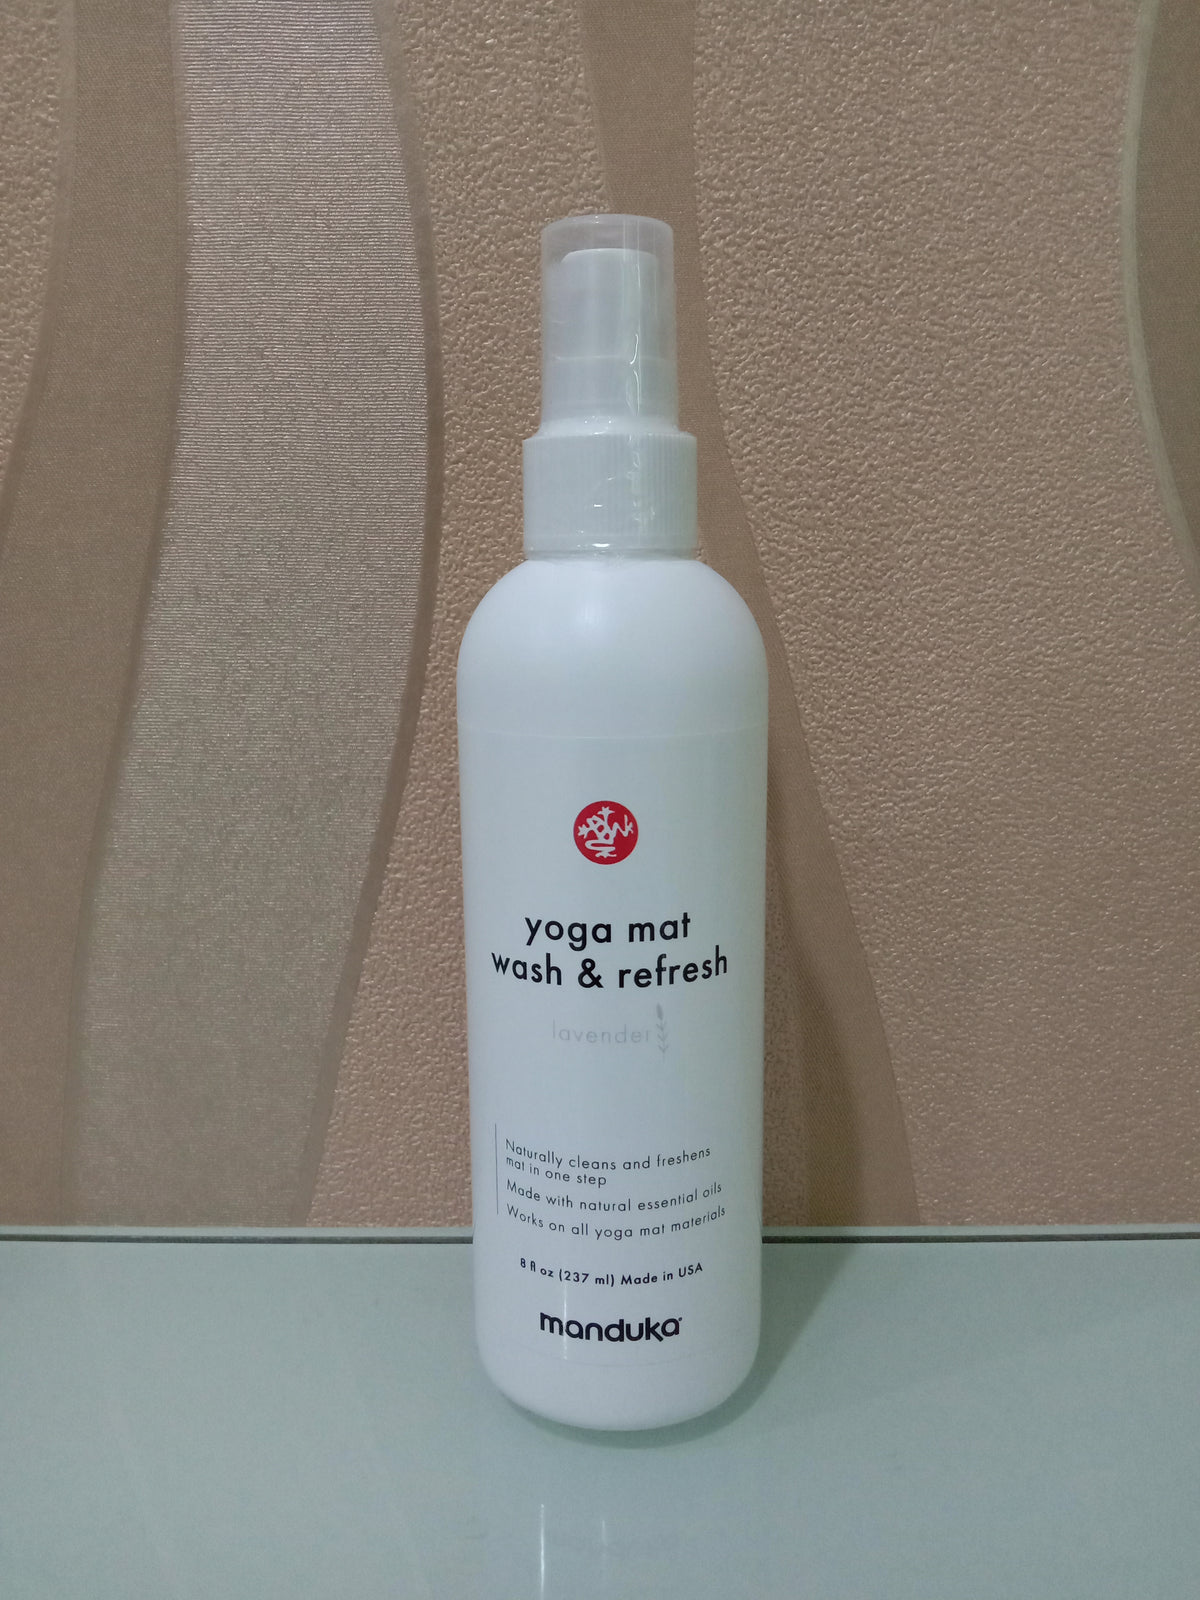 yoga mat
wash & refresh
lavender
Naturally cleans and freshens
mat in one step
Made with natural essential oils
Works on all yoga mat materials
8 fl oz (237 ml) Made in USA
manduka